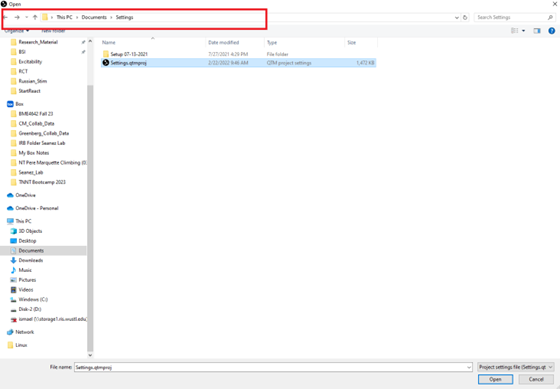 Open
This PC > Documents > Settings
Search Settings
Organize
New folder
Name Date modified Type Size
Setup 07-13-2021 7/27/2021 4:29 PM File folder
Settings.qtmproj 2/22/2022 9:46 AM QTM project settings 1,472 KB
Research_Material
BSI
Excitability
RCT
Russian_Stim
StartReact
Box
BME4642 Fall 23
CM_Collab_Data
Greenberg_Collab_Data
IRB Folder Seanez Lab
My Box Notes
NT Pere Marquette Climbing (0
Seanez_Lab
TNNT Bootcamp 2023
OneDrive
OneDrive - Personal
This PC
3D Objects
Desktop
Documents
Downloads
Music
Pictures
Videos
Windows (C:)
Disk-2 (D:)
ismael (\\storage1.ris.wustl.edu)
Network
Linux
File name: Settings.qtmproj
Project settings file (Settings.qt
Open Cancel